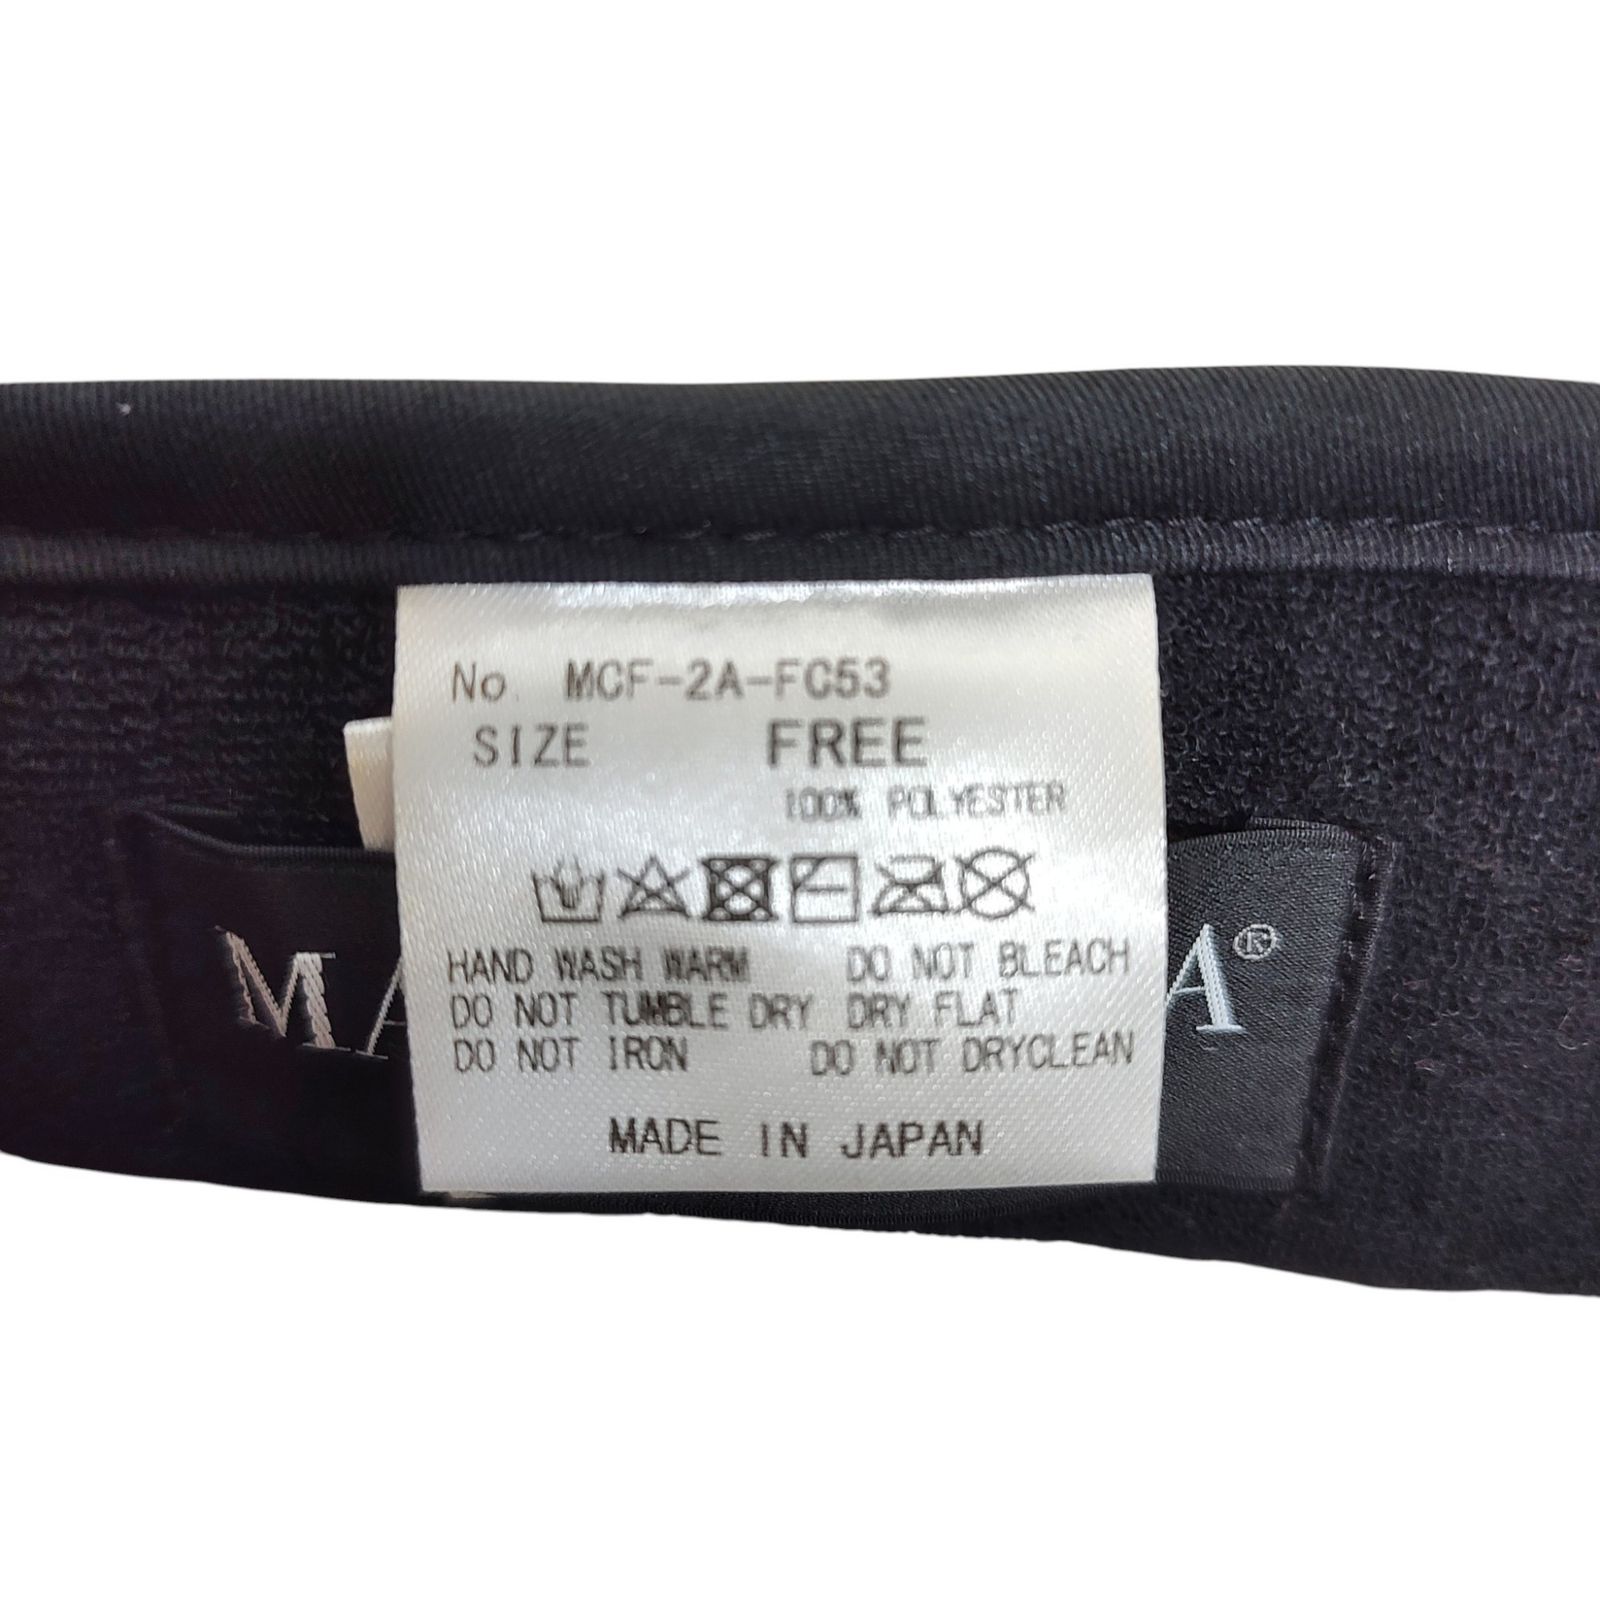 No. MCF-2A-FC53
SIZE FREE
100% POLYESTER
HAND WASH WARM DO NOT BLEACH
DO NOT TUMBLE DRY DRY FLAT
DO NOT IRON DO NOT DRYCLEAN
MADE IN JAPAN